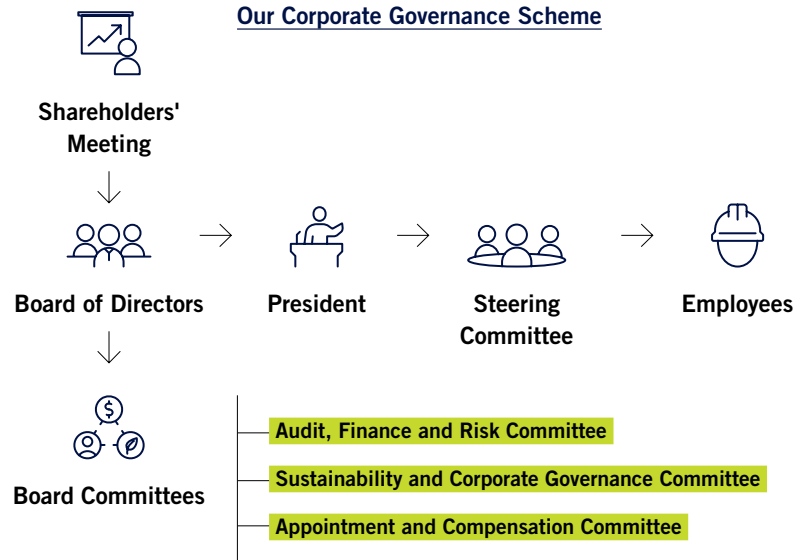 Our Corporate Governance Scheme
Shareholders'
Meeting
Board of Directors
President
Steering
Committee
Employees
$
Board Committees
Audit, Finance and Risk Committee
Sustainability and Corporate Governance Committee
Appointment and Compensation Committee